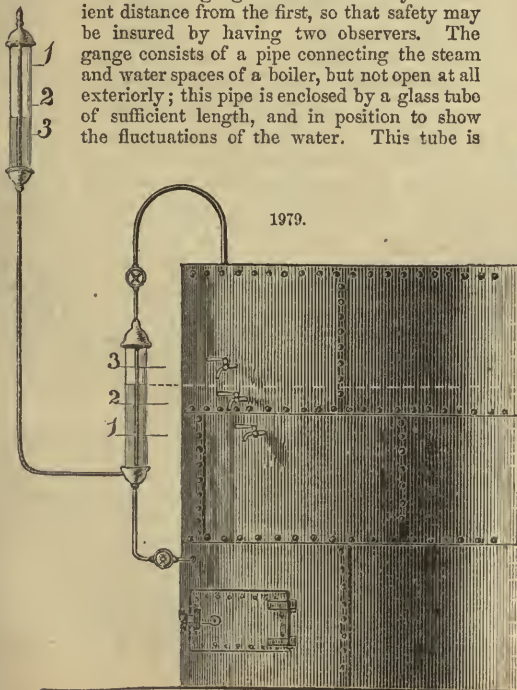 ient distance from the first, so that safety may
be insured by having two observers. The
gange consists of a pipe connecting the steam
and water spaces of a boiler, but not open at all
exteriorly; this pipe is enclosed by a glass tube
of sufficient length, and in position to show
the fluctuations of the water. This tube is
1
2
3
1979.
3
2
1